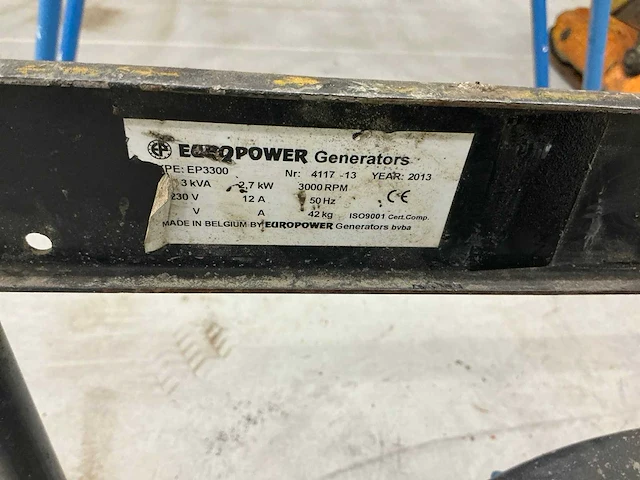 EP EUROPOWER Generators
PE: EP3300 Nr: 4117 -13 YEAR: 2013
3 kVA 2,7 kW 3000 RPM CE
230 V 12 A 50 Hz
V A 42 kg ISO9001 Cert.Comp.
MADE IN BELGIUM BY EUROPOWER Generators bvba